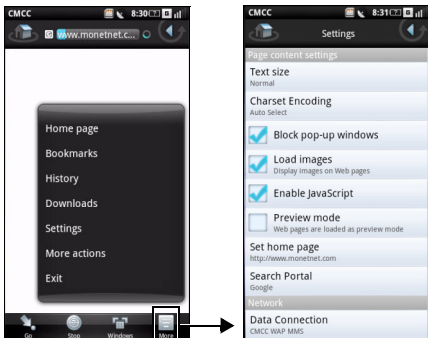 CMCC 8:30 G
www.monetnet.c...
Home page
Bookmarks
History
Downloads
Settings
More actions
Exit
Go Stop Windows More
CMCC 8:31 G
Settings
Page content settings
Text size
Normal
Charset Encoding
Auto Select
Block pop-up windows
Load images
Display Images on Web pages
Enable JavaScript
Preview mode
Web pages are loaded as preview mode
Set home page
http://www.monetnet.com
Search Portal
Google
Network
Data Connection
CMCC WAP MMS